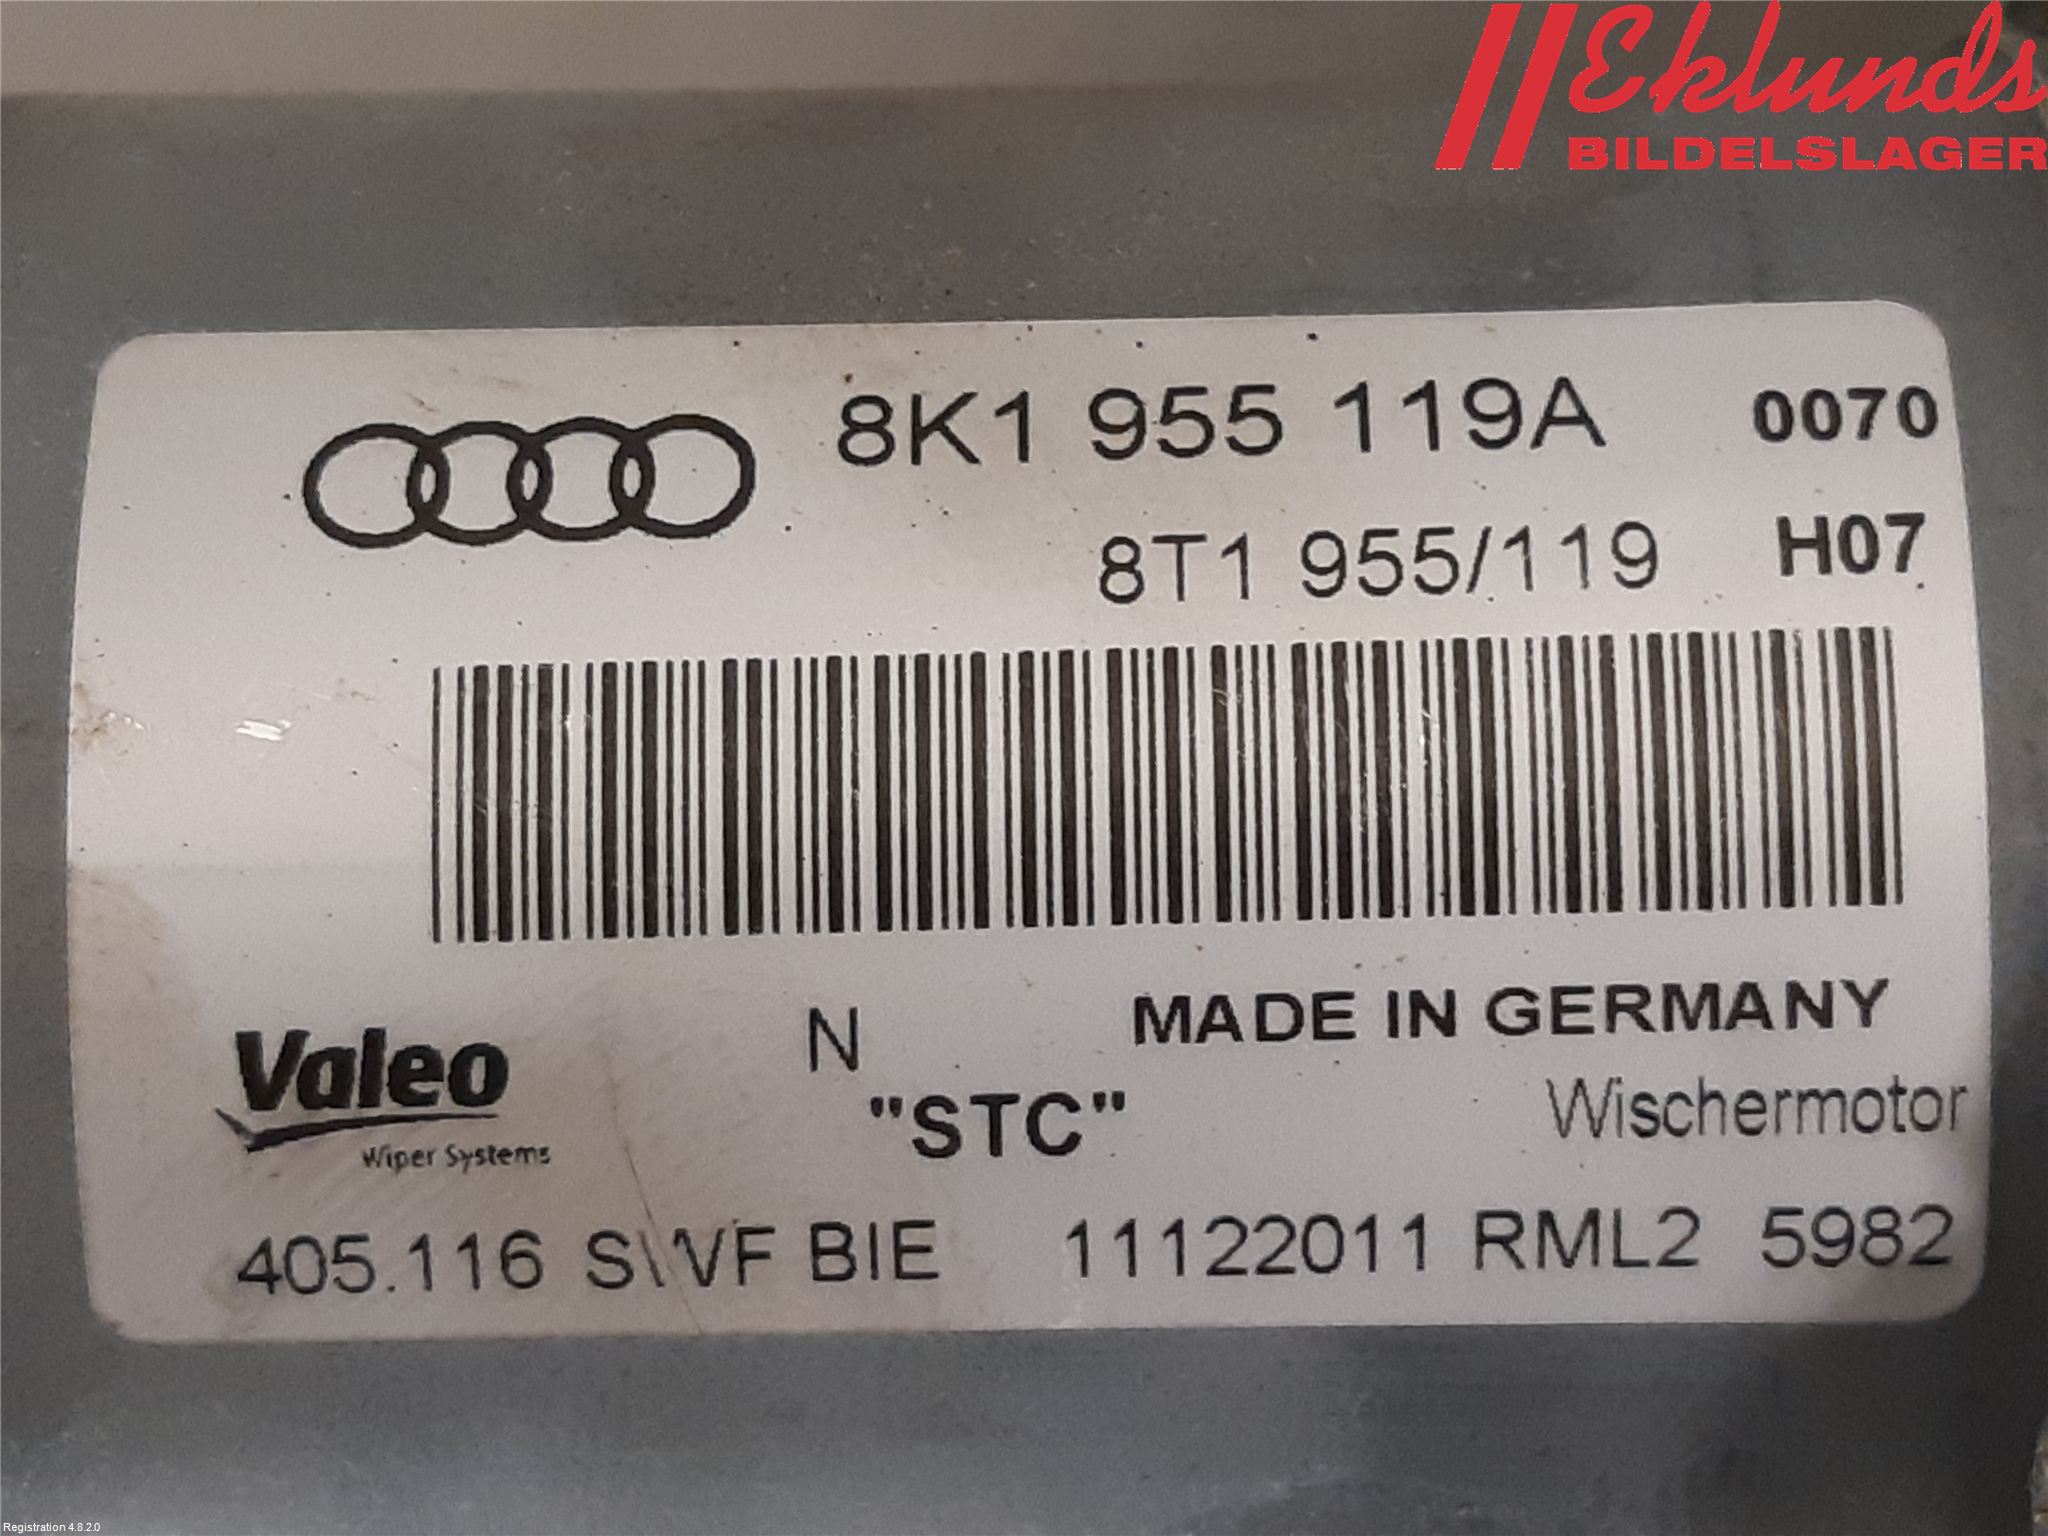 Eklunds
BILDELSLAGER
8K1 955 119A 0070
8T1 955/119 H07
Valeo N MADE IN GERMANY
Wiper Systems "STC" Wischermotor
405.116 SWF BIE 11122011 RML2 5982
Registration 4.8.2.0